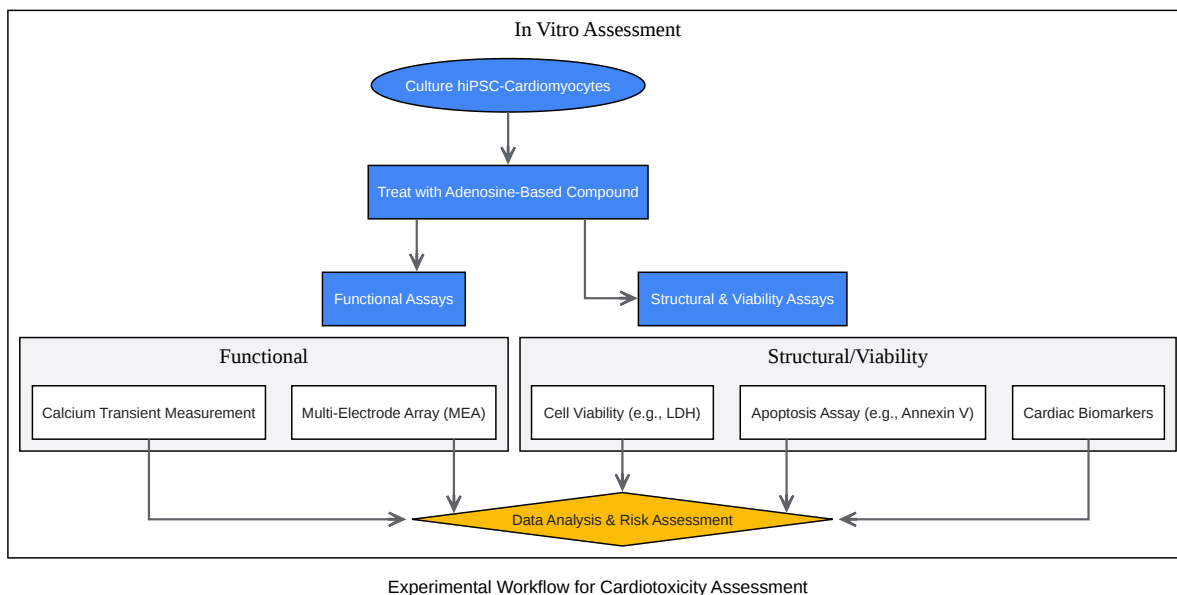 In Vitro Assessment
Culture hiPSC-Cardiomyocytes
Treat with Adenosine-Based Compound
Functional Assays
Structural & Viability Assays
Functional
Structural/Viability
Calcium Transient Measurement
Multi-Electrode Array (MEA)
Cell Viability (e.g., LDH)
Apoptosis Assay (e.g., Annexin V)
Cardiac Biomarkers
Data Analysis & Risk Assessment
Experimental Workflow for Cardiotoxicity Assessment